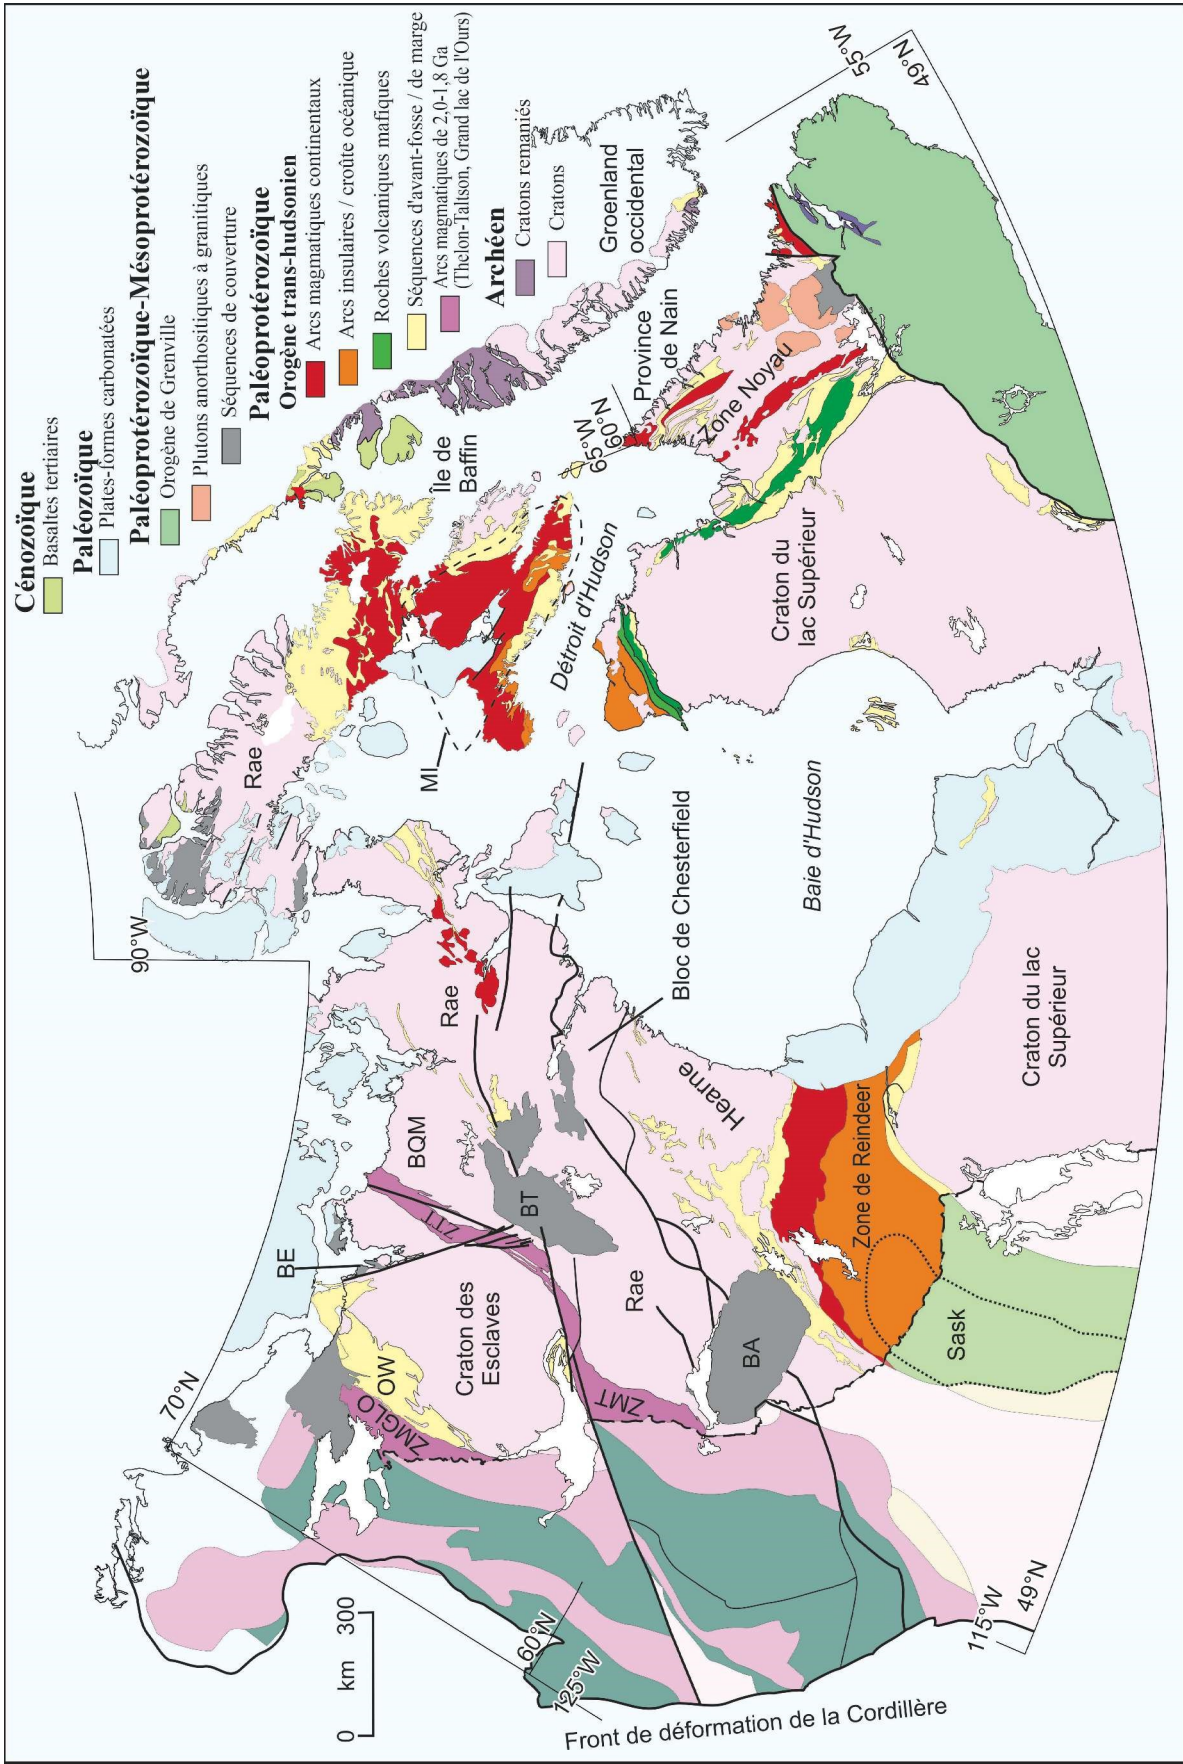 Cénozoïque
Basaltes tertiaires
Paléozoïque
Plates-formes carbonatées
Paléoprotérozoïque-Mésoprotérozoïque
Orogène de Grenville
Plutons anorthositiques à granitiques
Séquences de couverture
Paléoprotérozoïque
Orogène trans-hudsonien
Arcs magmatiques continentaux
Arcs insulaires / croûte océanique
Roches volcaniques mafiques
Séquences d'avant-fosse / de marge
Arcs magmatiques de 2,0-1,8 Ga
(Thelon-Taltson, Grand lac de l'Ours)
Archéen
Cratons remaniés
Cratons
Groenland
occidental
55°W
49°N
Province
de Nain
Zone Noyau
65°W
60°N
Île de
Baffin
Détroit d'Hudson
Craton du
lac Supérieur
Rae
MI
90°W
Baie d'Hudson
Bloc de Chesterfield
Rae
Hearne
Craton du lac
Supérieur
BQM
ZTT
BT
BE
Zone de Reindeer
Rae
Craton des
Esclaves
OW
ZMGLO
ZMT
BA
Sask
70°N
60°N
125°W
115°W
49°N
km
0
300
Front de déformation de la Cordillère